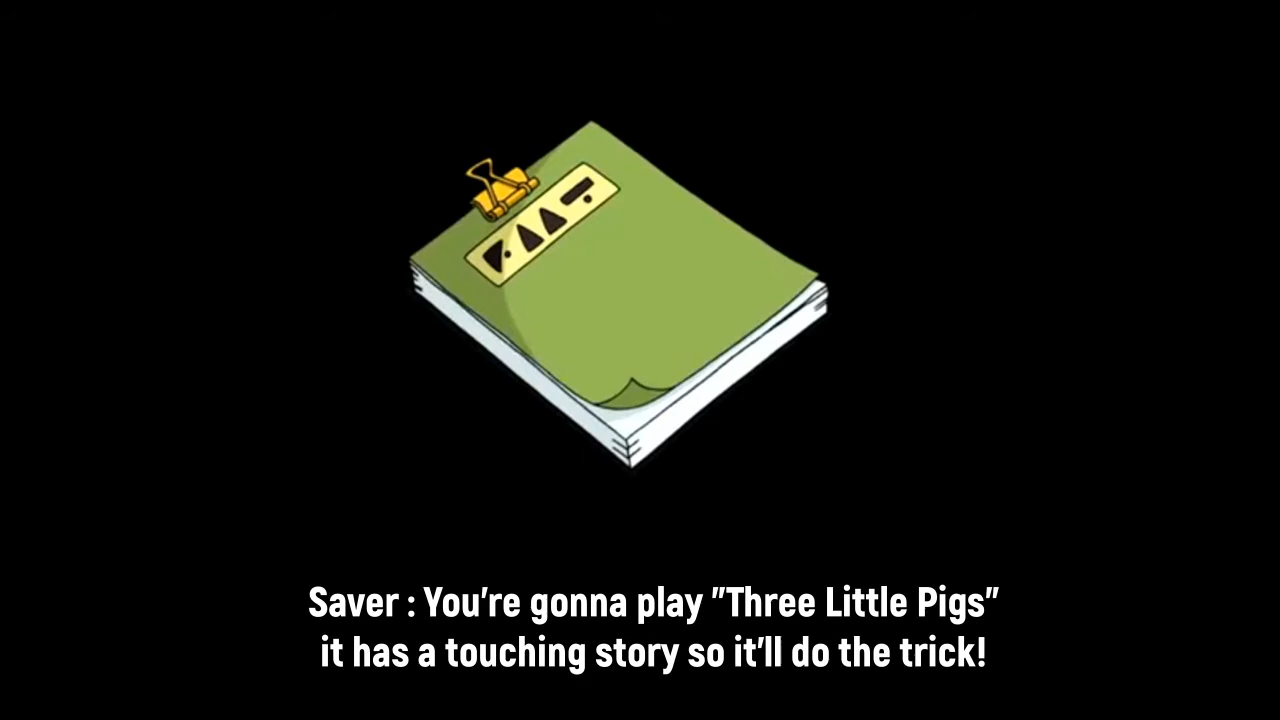 Saver : You're gonna play "Three Little Pigs"
it has a touching story so it'll do the trick!